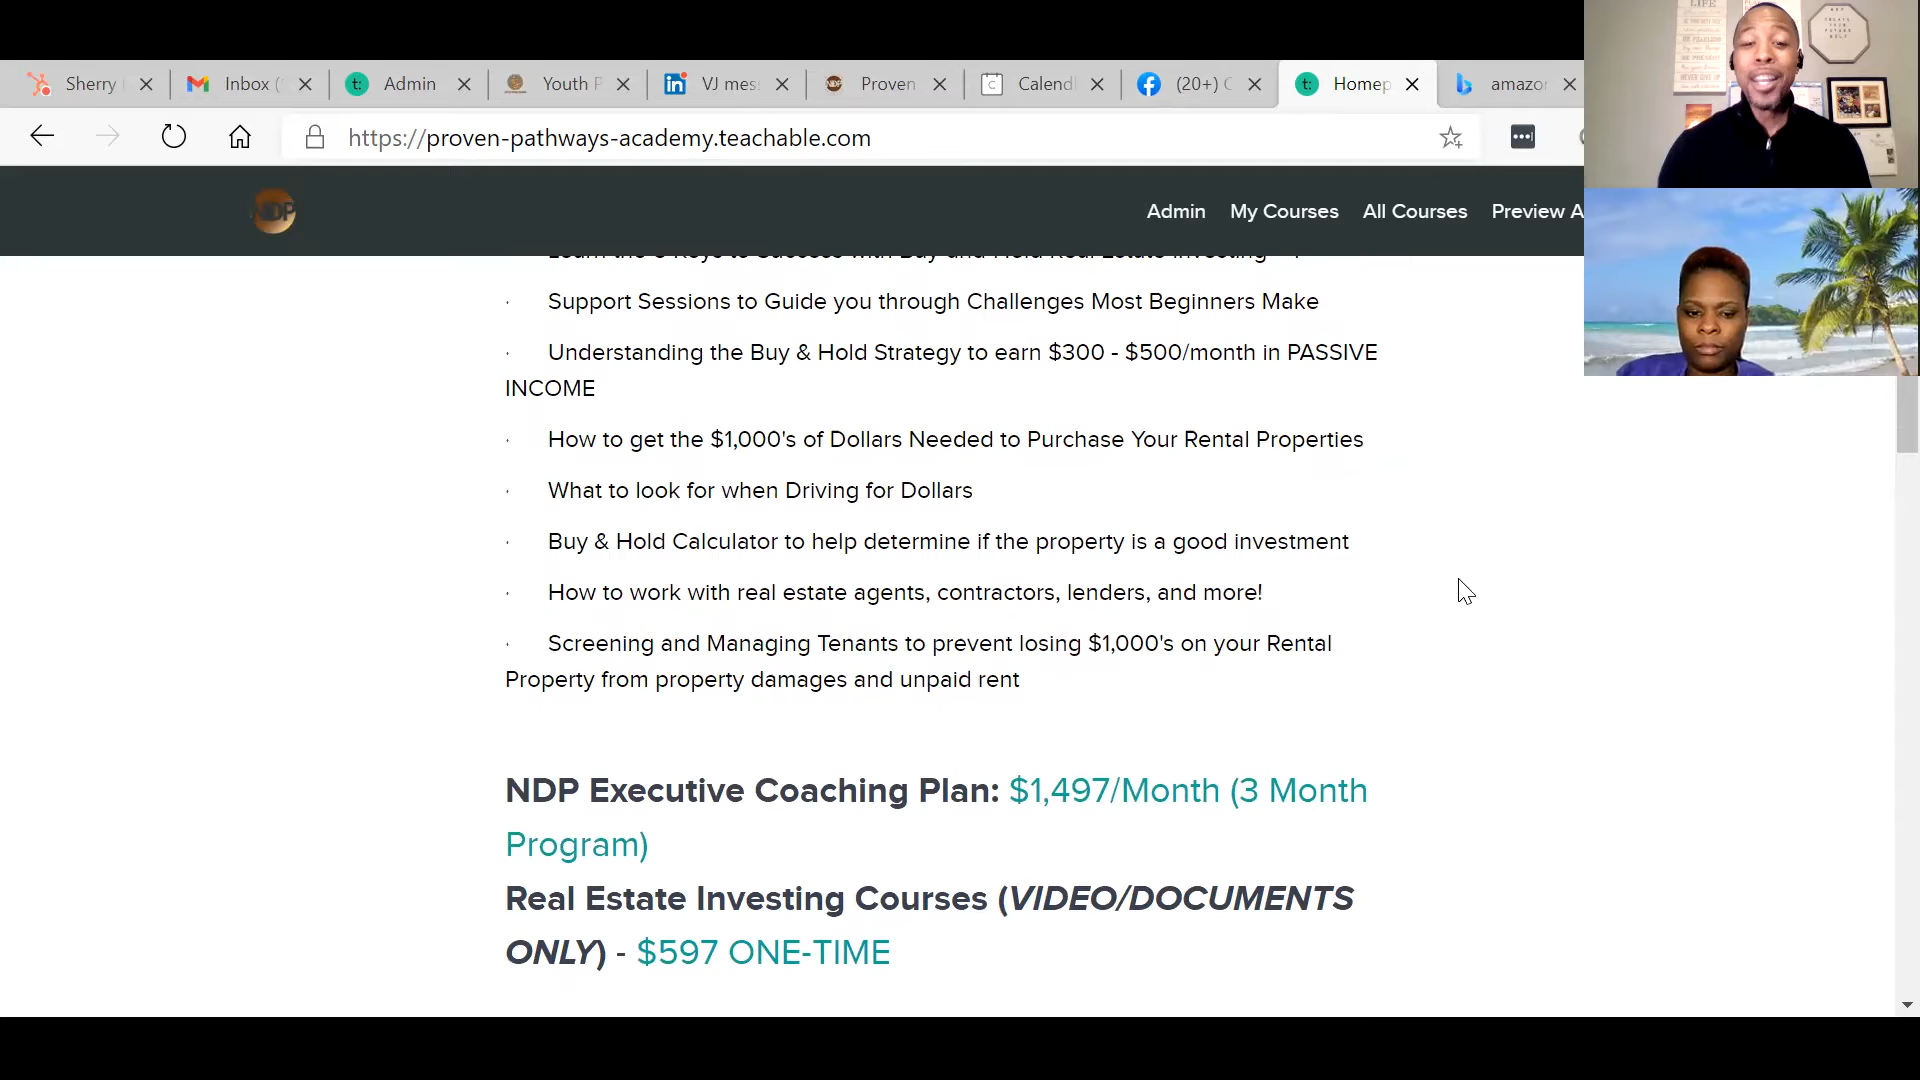 Sherry
Inbox (
Admin
Youth P
VJ mes
Proven
Calend
(20+) C
Homep
amazo
https://proven-pathways-academy.teachable.com
NDP
Admin
My Courses
All Courses
Preview A
· Support Sessions to Guide you through Challenges Most Beginners Make
· Understanding the Buy & Hold Strategy to earn $300 - $500/month in PASSIVE
INCOME
· How to get the $1,000's of Dollars Needed to Purchase Your Rental Properties
· What to look for when Driving for Dollars
· Buy & Hold Calculator to help determine if the property is a good investment
· How to work with real estate agents, contractors, lenders, and more!
· Screening and Managing Tenants to prevent losing $1,000's on your Rental
Property from property damages and unpaid rent
NDP Executive Coaching Plan: $1,497/Month (3 Month
Program)
Real Estate Investing Courses (VIDEO/DOCUMENTS
ONLY) - $597 ONE-TIME
LIFE